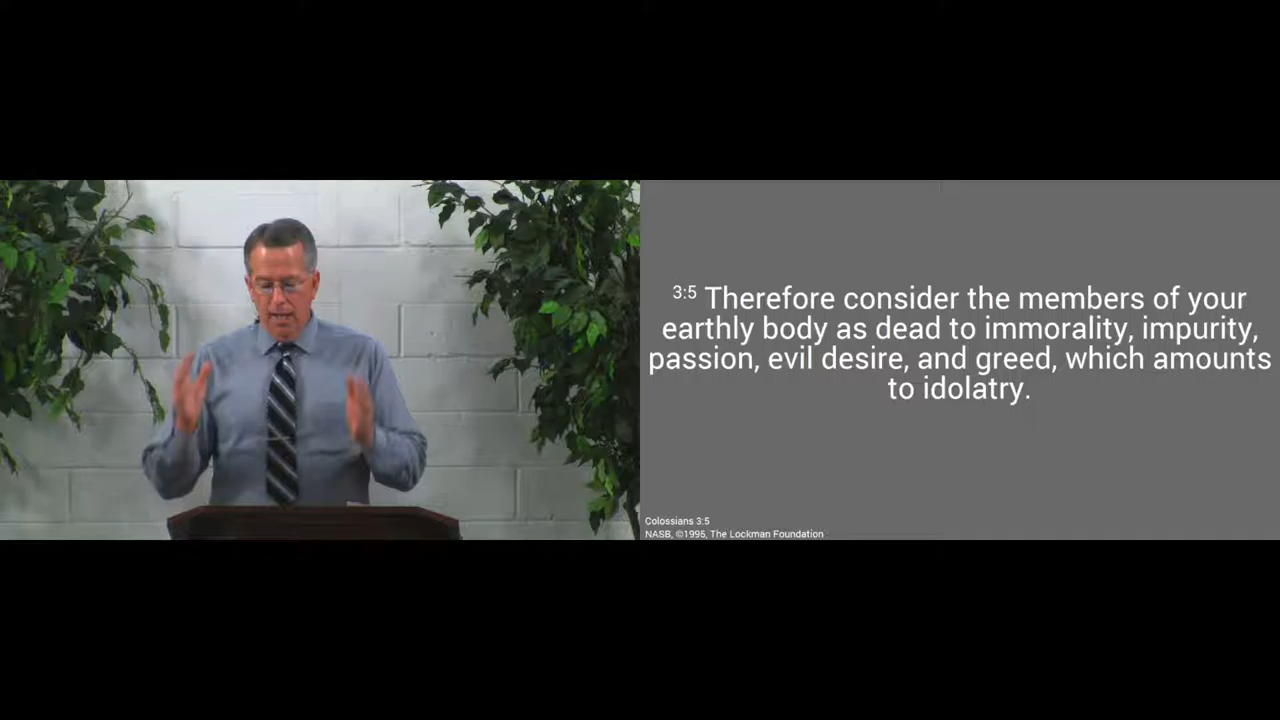 3:5 Therefore consider the members of your
earthly body as dead to immorality, impurity,
passion, evil desire, and greed, which amounts
to idolatry.
Colossians 3:5
NASB, ©1995, The Lockman Foundation